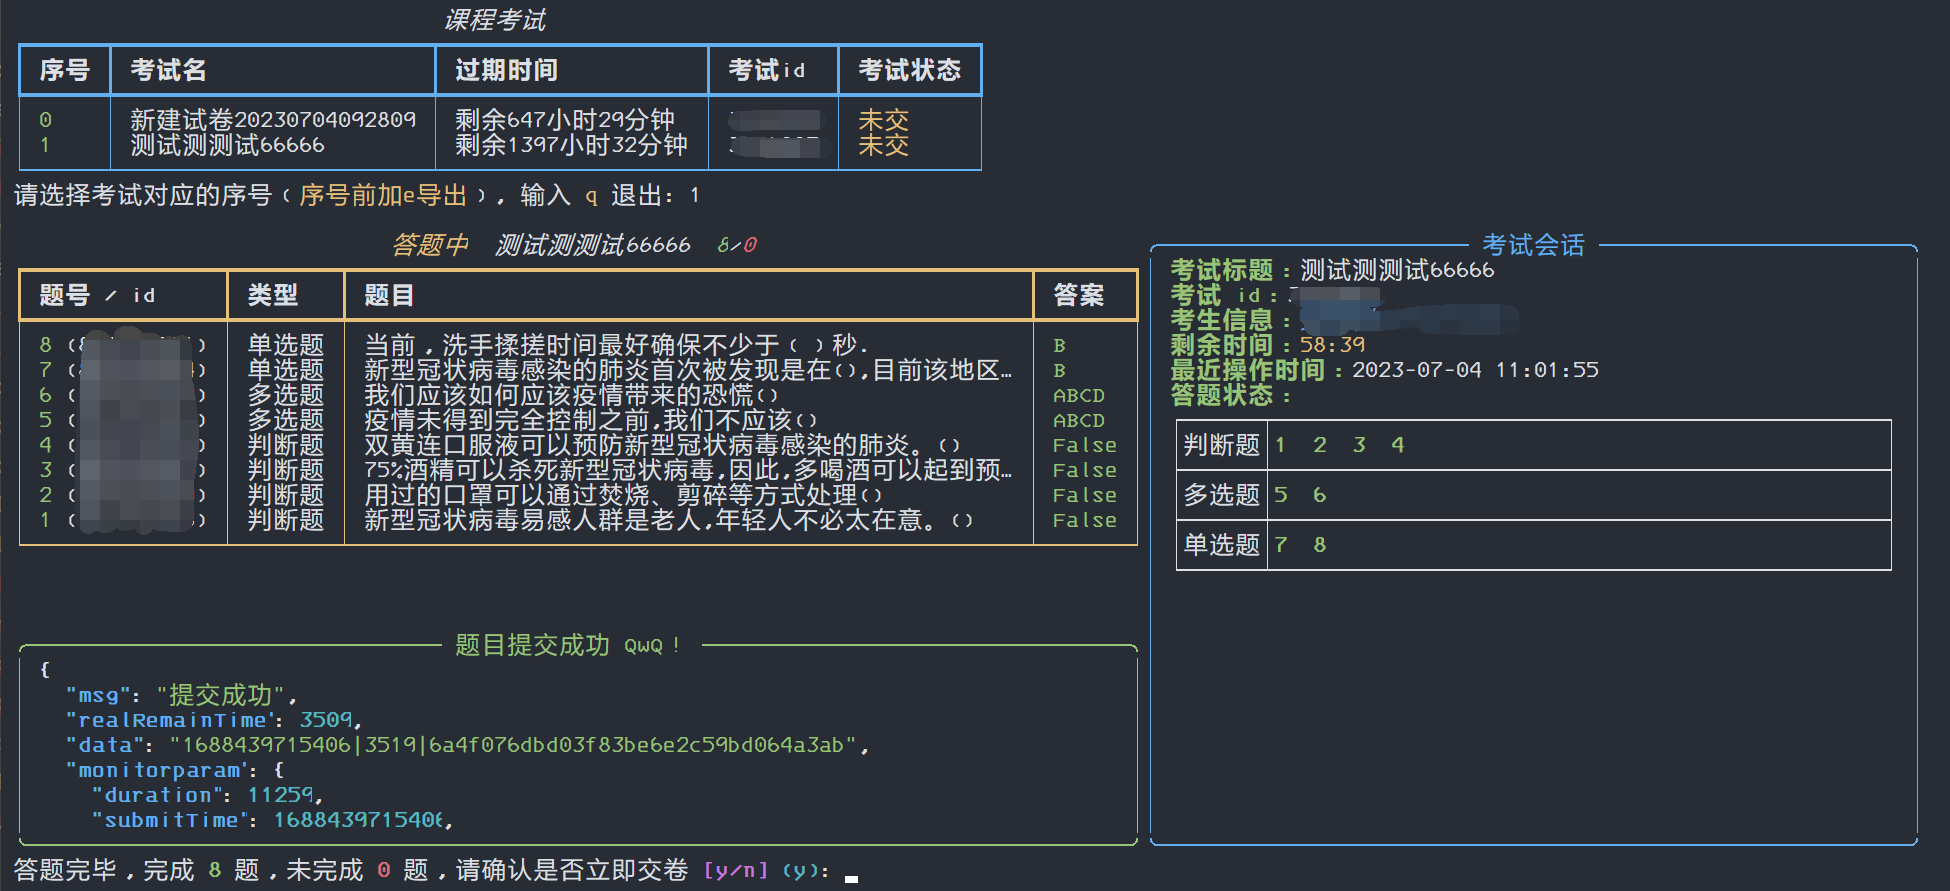 课程考试
序号 考试名 过期时间 考试id 考试状态
0 新建试卷20230704092809 剩余647小时29分钟 未交
1 测试测测试66666 剩余1397小时32分钟 未交
请选择考试对应的序号（序号前加e导出），输入 q 退出: 1
答题中 测试测测试66666 8/0
题号 / id 类型 题目 答案
8 ( ) 单选题 当前，洗手揉搓时间最好确保不少于（ ）秒. B
7 ( ) 单选题 新型冠状病毒感染的肺炎首次被发现是在(),目前该地区… B
6 ( ) 多选题 我们应该如何应该疫情带来的恐慌() ABCD
5 ( ) 多选题 疫情未得到完全控制之前,我们不应该() ABCD
4 ( ) 判断题 双黄连口服液可以预防新型冠状病毒感染的肺炎。() False
3 ( ) 判断题 75%酒精可以杀死新型冠状病毒,因此,多喝酒可以起到预… False
2 ( ) 判断题 用过的口罩可以通过焚烧、剪碎等方式处理() False
1 ( ) 判断题 新型冠状病毒易感人群是老人,年轻人不必太在意。() False
考试会话
考试标题：测试测测试66666
考试 id：
考生信息：
剩余时间：58:39
最近操作时间：2023-07-04 11:01:55
答题状态：
判断题 1 2 3 4
多选题 5 6
单选题 7 8
题目提交成功 QwQ！
{
"msg": "提交成功",
"realRemainTime": 3509,
"data": "1688439715406|3519|6a4f076dbd03f83be6e2c59bd064a3ab",
"monitorparam": {
"duration": 11259,
"submitTime": 1688439715406,
答题完毕，完成 8 题，未完成 0 题，请确认是否立即交卷 [y/n] (y):